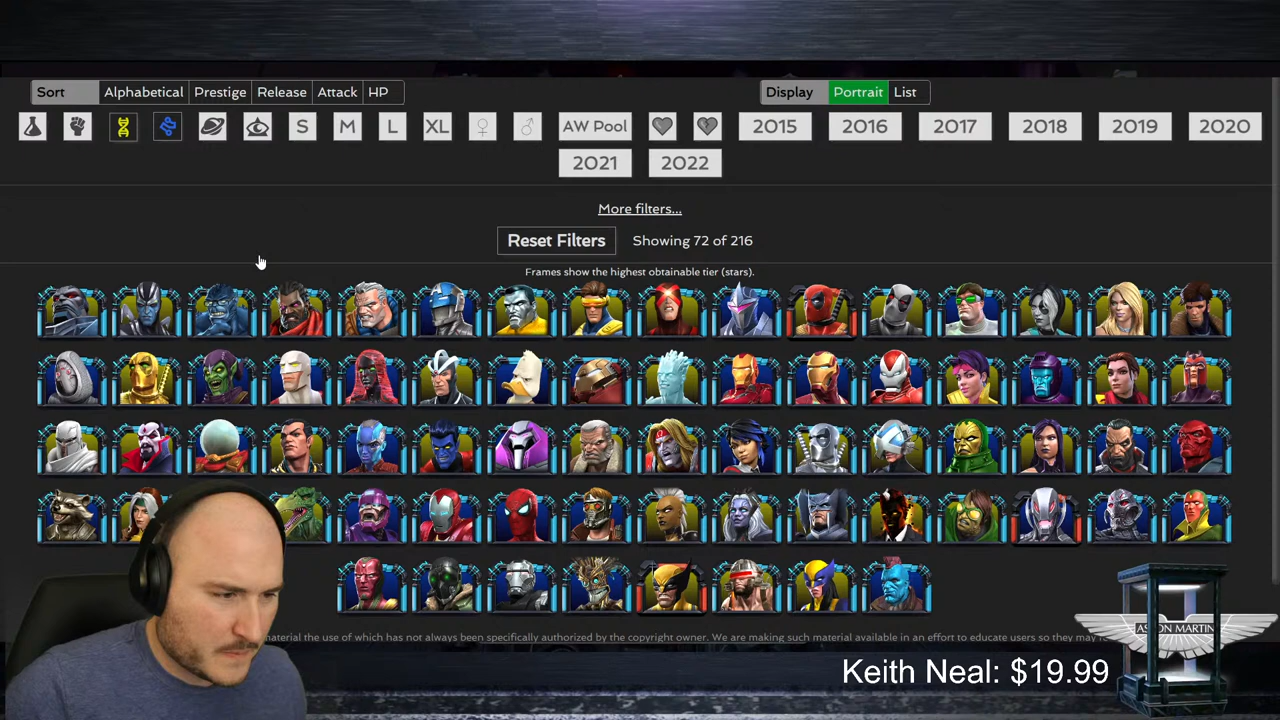 Sort Alphabetical Prestige Release Attack HP Display Portrait List
S M L XL ♀ ♂ AW Pool 2015 2016 2017 2018 2019 2020
2021 2022
More filters...
Reset Filters Showing 72 of 216
Frames show the highest obtainable tier (stars).
material the use of which has not always been specifically authorized by the copyright owner. We are making such material available in an effort to educate users so they may
ASTON MARTIN
Keith Neal: $19.99